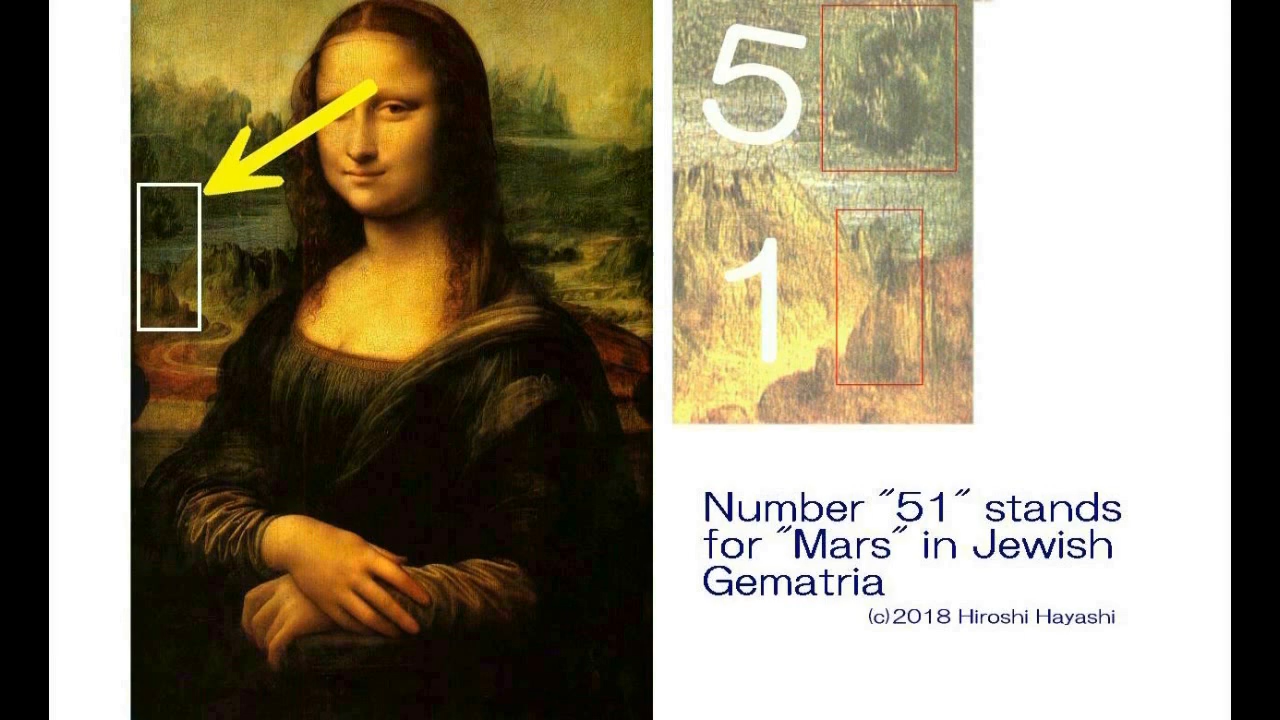 5
1
Number "51" stands
for "Mars" in Jewish
Gematria
(c)2018 Hiroshi Hayashi